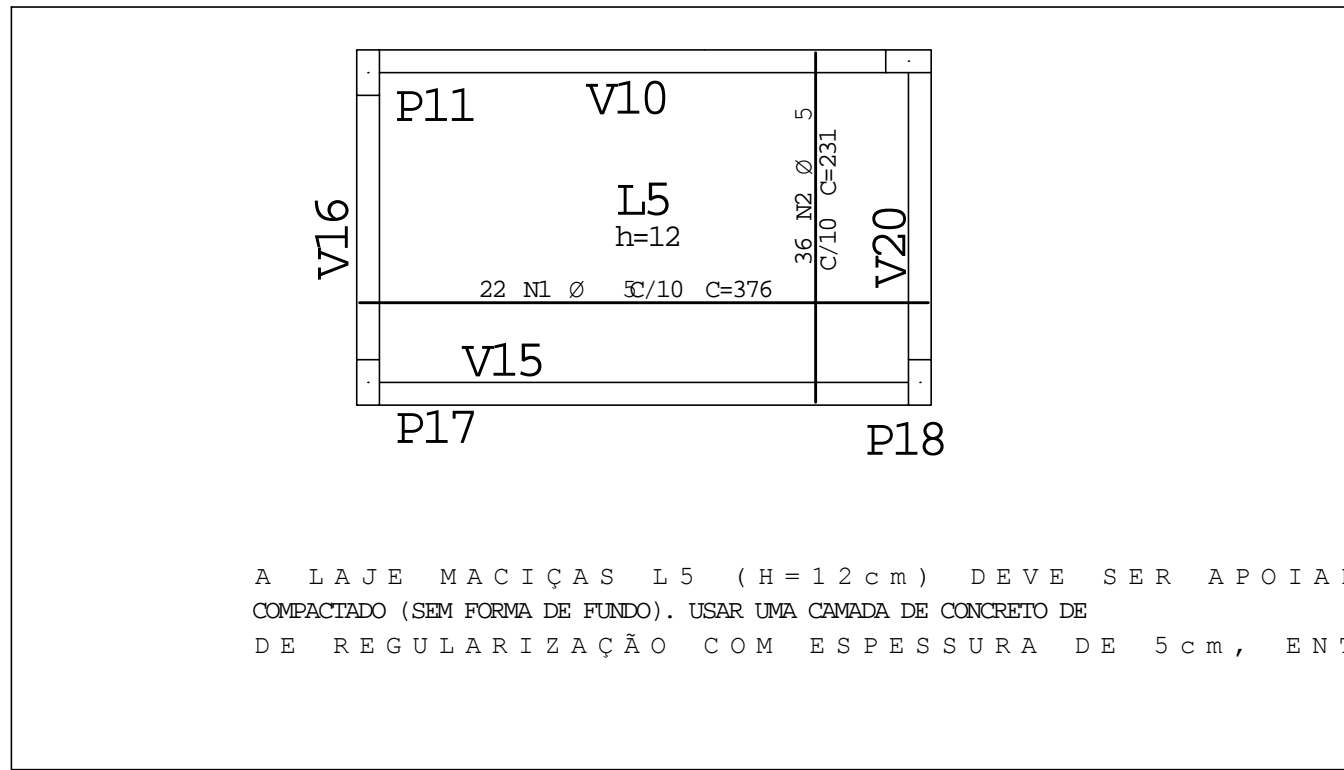 P11
V10
V16
L5
h=12
36 N2 Ø 5
C/10 C=231
V20
22 N1 Ø 5C/10 C=376
V15
P17
P18
A LAJE MACIÇAS L5 (H=12cm) DEVE SER
COMPACTADO (SEM FORMA DE FUNDO). USAR UMA CAMADA DE CONCRETO DE
DE REGULARIZAÇÃO COM ESPESSURA DE 5cm,